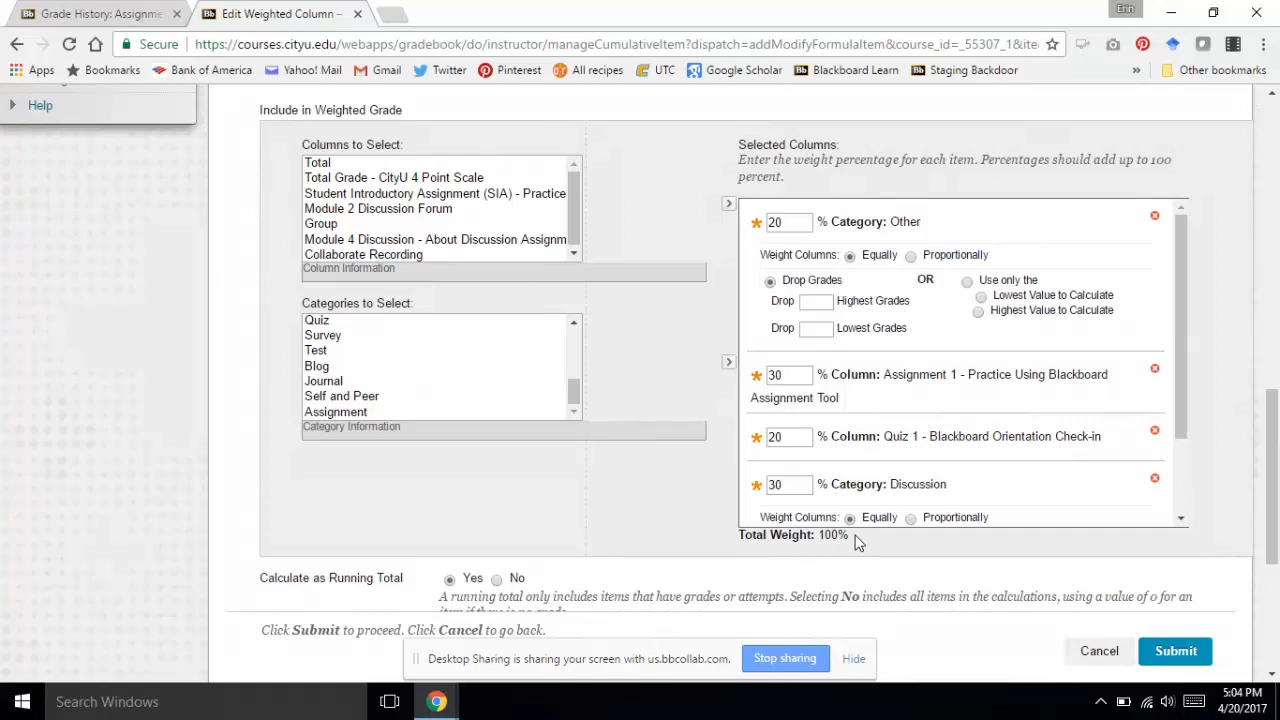 Bb Grade History: Assignme
Bb Edit Weighted Column –
Erin
Secure
https://courses.cityu.edu/webapps/gradebook/do/instructor/manageCumulativeItem?dispatch=addModifyFormulaItem&course_id=_55307_1&ite
Apps Bookmarks Bank of America Yahoo! Mail Gmail Twitter Pinterest All recipes UTC Google Scholar Bb Blackboard Learn Bb Staging Backdoor » Other bookmarks
Help
Include in Weighted Grade
Columns to Select:
Total
Total Grade - CityU 4 Point Scale
Student Introductory Assignment (SIA) - Practice
Module 2 Discussion Forum
Group
Module 4 Discussion - About Discussion Assignm
Collaborate Recording
Column Information
Categories to Select:
Quiz
Survey
Test
Blog
Journal
Self and Peer
Assignment
Category Information
Selected Columns:
Enter the weight percentage for each item. Percentages should add up to 100
percent.
20 % Category: Other
Weight Columns: Equally Proportionally
Drop Grades OR Use only the
Drop Highest Grades
Lowest Value to Calculate
Highest Value to Calculate
Drop Lowest Grades
30 % Column: Assignment 1 - Practice Using Blackboard
Assignment Tool
20 % Column: Quiz 1 - Blackboard Orientation Check-in
30 % Category: Discussion
Weight Columns: Equally Proportionally
Total Weight: 100%
Calculate as Running Total Yes No
A running total only includes items that have grades or attempts. Selecting No includes all items in the calculations, using a value of 0 for an
item if there is no grade.
Click Submit to proceed. Click Cancel to go back.
Desktop Sharing is sharing your screen with us.bbcollab.com. Stop sharing Hide
Cancel Submit
Search Windows
5:04 PM
4/20/2017